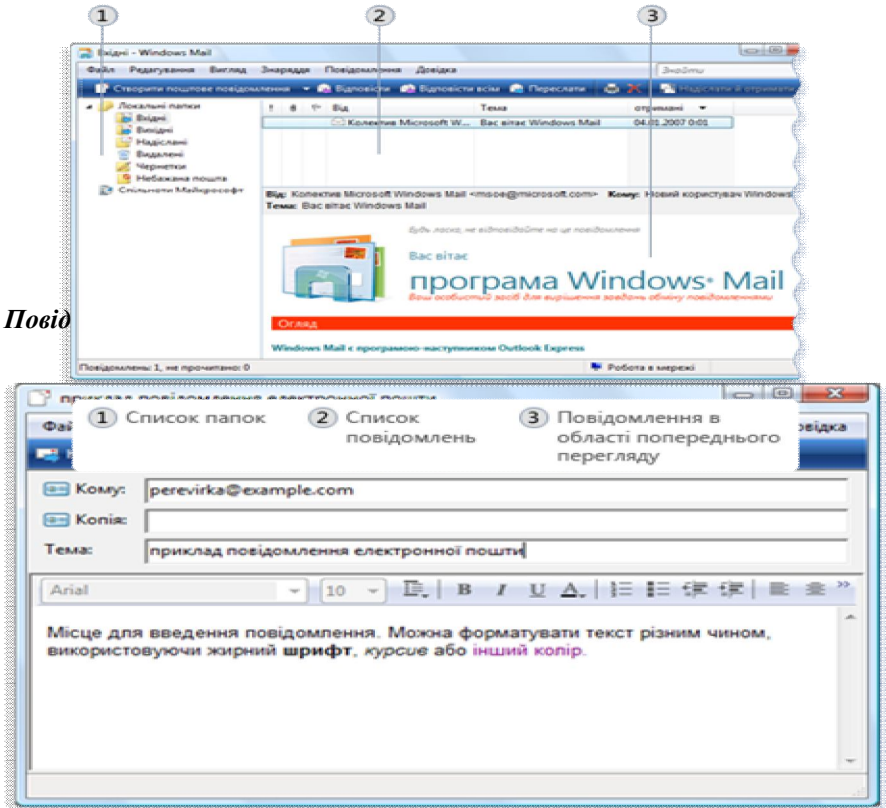 1 2 3
Вхідні - Windows Mail
Файл Редагування Вигляд Знаряддя Повідомлення Довідка Знайти
Створити поштове повідомлення Відповісти Відповісти всім Переслати Надіслати й отримати
Локальні папки ! Від Тема отримані
Вхідні Колектив Microsoft W... Вас вітає Windows Mail 04.01.2007 0:01
Вихідні
Надіслані
Видалені
Чернетки
Небажана пошта
Спільноти Майкрософт
Від: Колектив Microsoft Windows Mail <msoe@microsoft.com> Кому: Новий користувач Windows
Тема: Вас вітає Windows Mail
Будь ласка, не відповідайте на це повідомлення
Вас вітає
програма Windows® Mail
Ваш особистий засіб для вирішення завдань обміну повідомленнями
Повід
Огляд
Windows Mail є програмою-наступником Outlook Express
Повідомлень: 1, не прочитано: 0 Робота в мережі
приклад повідомлення електронної пошти
Фай овідка
1 Список папок 2 Список повідомлень 3 Повідомлення в області попереднього перегляду
Кому: perevirka@example.com
Копія:
Тема: приклад повідомлення електронної пошти
Arial 10 B I U A
Місце для введення повідомлення. Можна форматувати текст різним чином,
використовуючи жирний шрифт, курсив або інший колір.